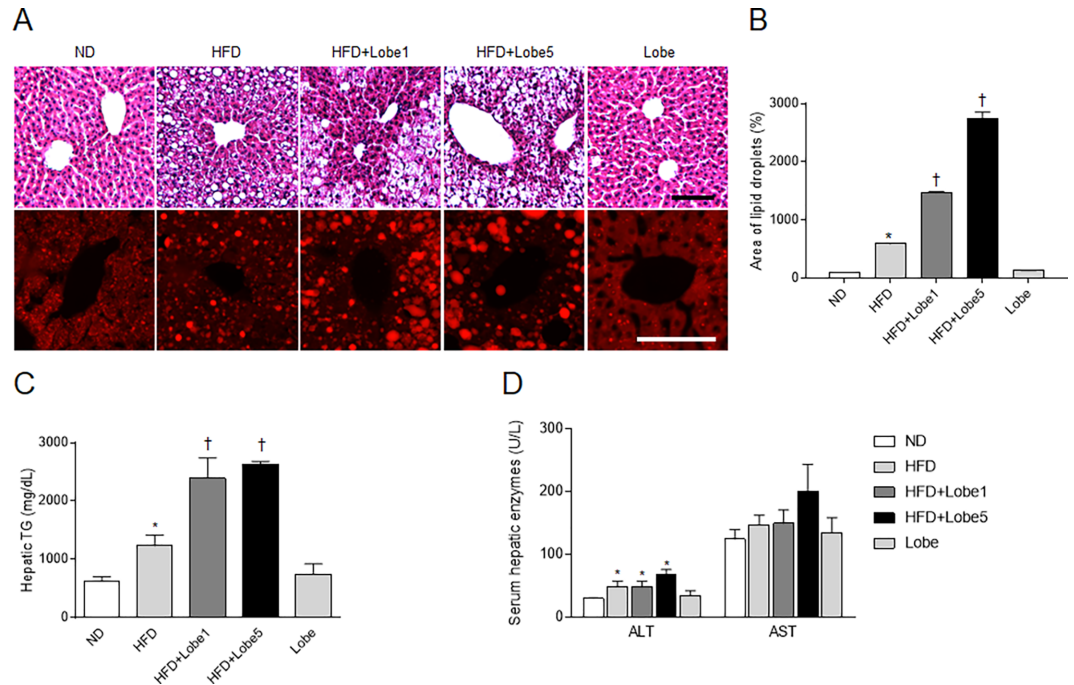 A
ND HFD HFD+Lobe1 HFD+Lobe5 Lobe
B
Area of lipid droplets (%)
3000
2000
1000
0
*
†
†
ND HFD HFD+Lobe1 HFD+Lobe5 Lobe
C
Hepatic TG (mg/dL)
3000
2000
1000
0
*
†
†
ND HFD HFD+Lobe1 HFD+Lobe5 Lobe
D
Serum hepatic enzymes (U/L)
300
200
100
0
* * *
ALT AST
ND
HFD
HFD+Lobe1
HFD+Lobe5
Lobe